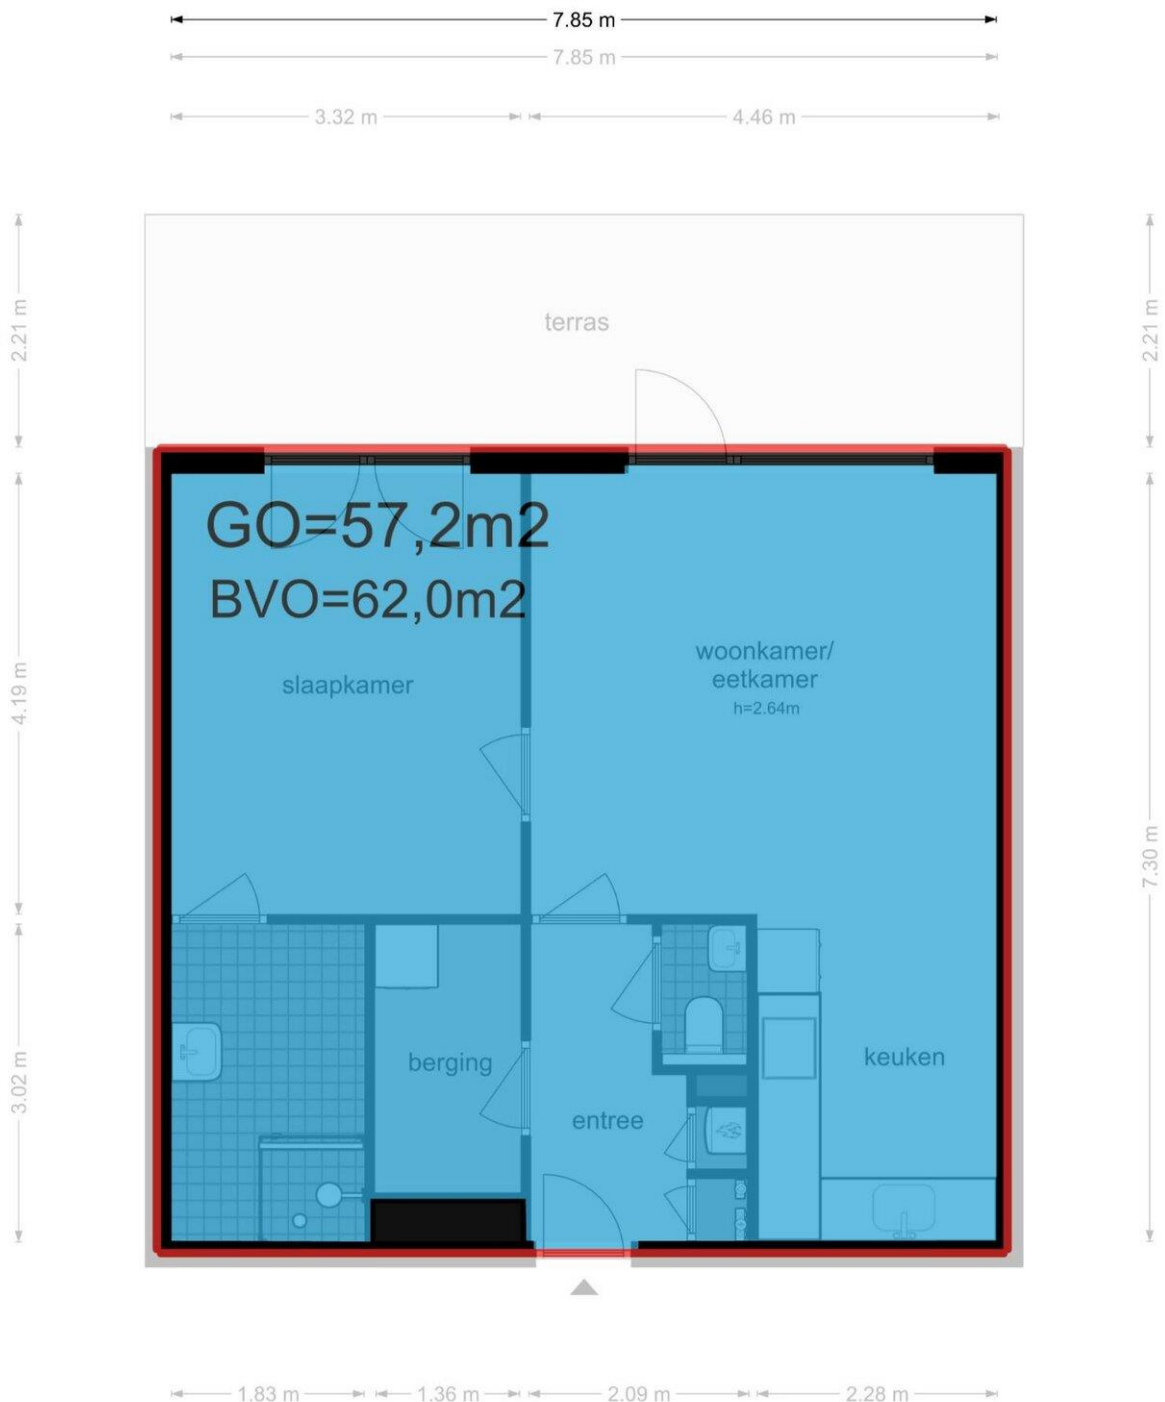 7.85 m
7.85 m
3.32 m
4.46 m
2.21 m
terras
2.21 m
GO=57,2m2
BVO=62,0m2
woonkamer/
eetkamer
h=2.64m
slaapkamer
4.19 m
7.30 m
3.02 m
berging
keuken
entree
1.83 m
1.36 m
2.09 m
2.28 m